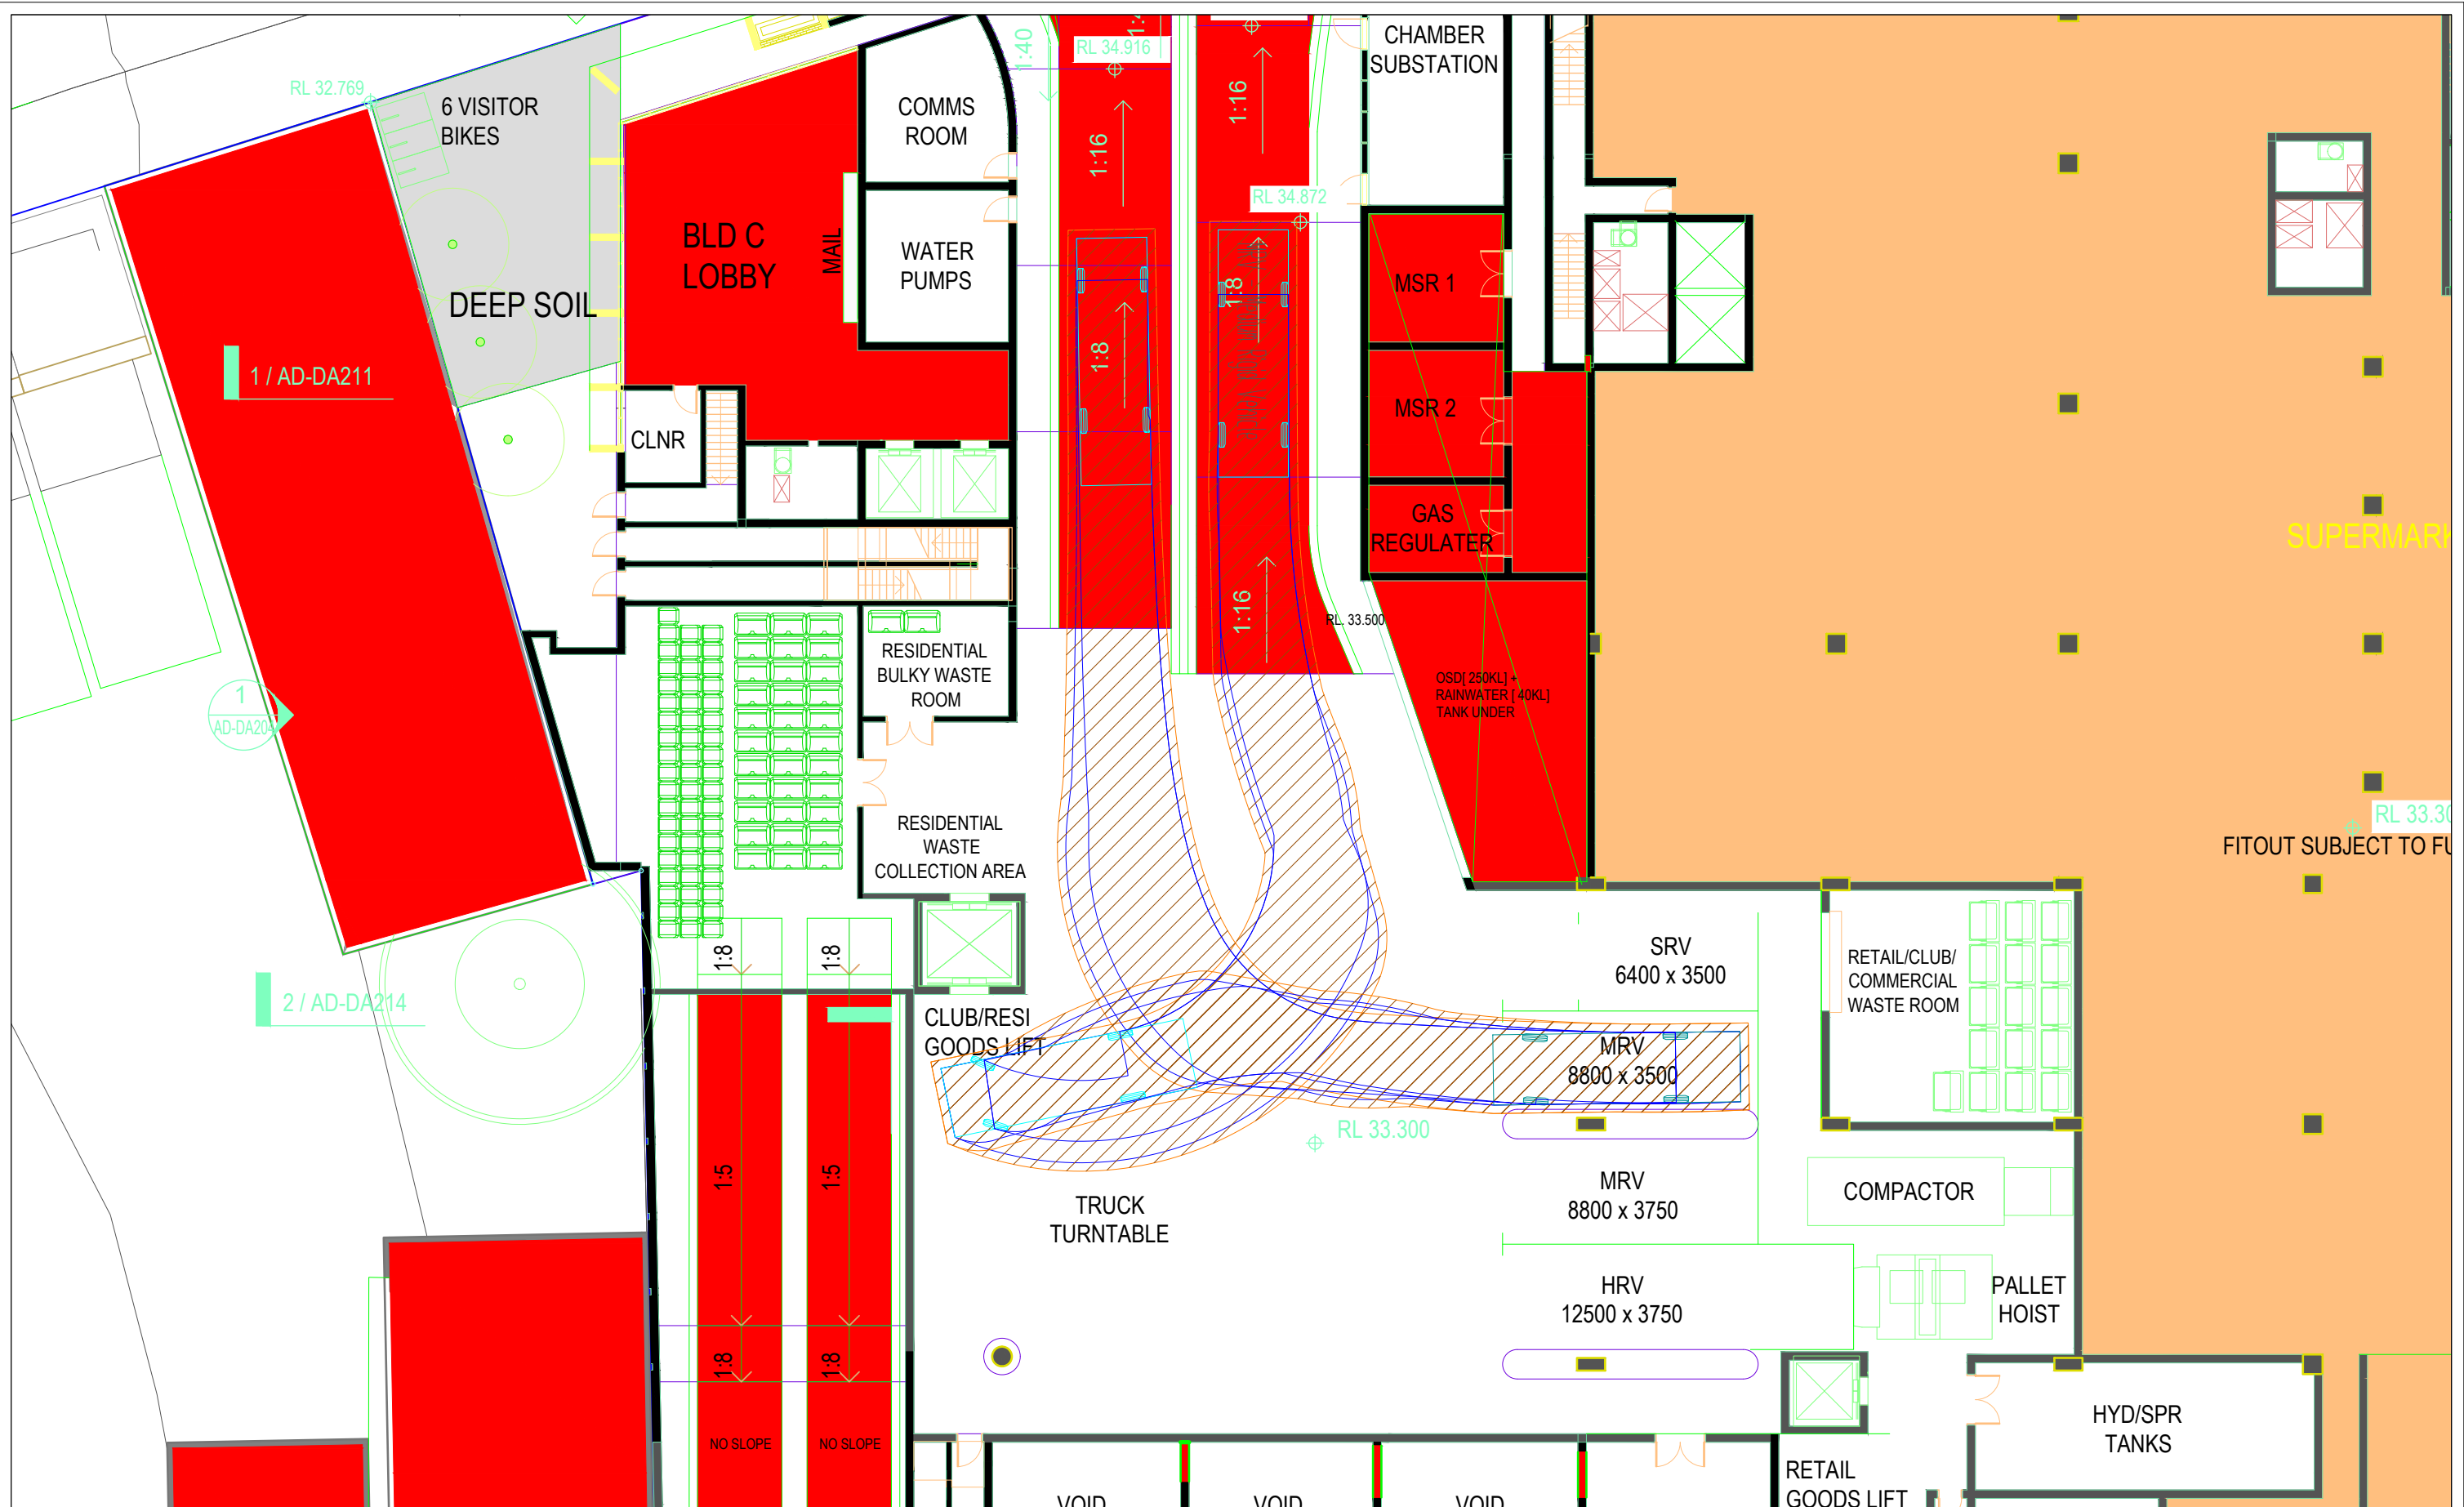 1:40
RL 34.916
1:4
CHAMBER
SUBSTATION
RL 32.769
6 VISITOR
BIKES
COMMS
ROOM
1:16
1:16
RL 34.872
BLD C
LOBBY
MAIL
WATER
PUMPS
DEEP SOIL
1:8
1:8
MSR 1
1 / AD-DA211
MSR 2
CLNR
GAS
REGULATER
SUPERMARK
1:16
RL. 33.500
RESIDENTIAL
BULKY WASTE
ROOM
OSD[ 250KL] +
RAINWATER [ 40KL]
TANK UNDER
1
AD-DA204
RL 33.30
RESIDENTIAL
WASTE
COLLECTION AREA
FITOUT SUBJECT TO FU
1:8
1:8
SRV
6400 x 3500
RETAIL/CLUB/
COMMERCIAL
WASTE ROOM
2 / AD-DA214
CLUB/RESI
GOODS LIFT
MRV
8800 x 3500
RL 33.300
1:5
1:5
TRUCK
TURNTABLE
MRV
8800 x 3750
COMPACTOR
HRV
12500 x 3750
PALLET
HOIST
1:8
1:8
NO SLOPE
NO SLOPE
HYD/SPR
TANKS
RETAIL
GOODS LIFT
VOID
VOID
VOID